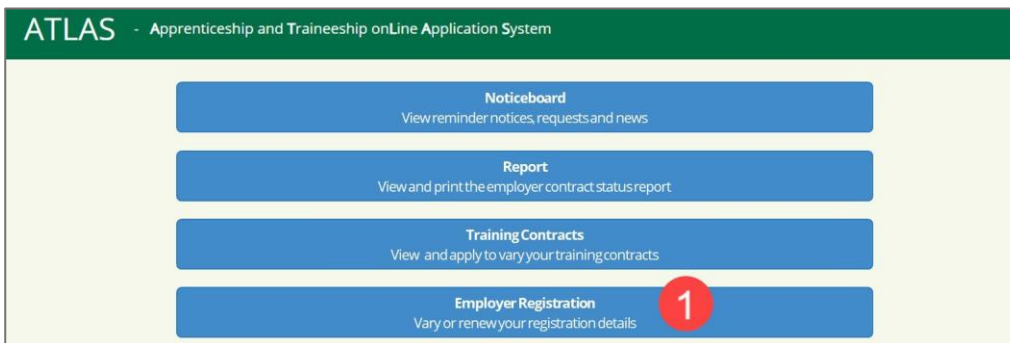 ATLAS - Apprenticeship and Traineeship onLine Application System
Noticeboard
View reminder notices, requests and news
Report
View and print the employer contract status report
Training Contracts
View and apply to vary your training contracts
Employer Registration
Vary or renew your registration details
1